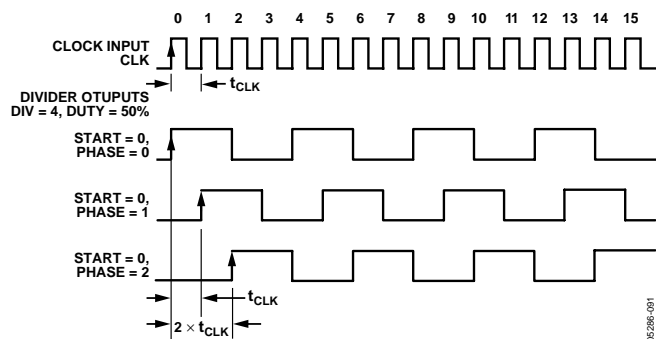 0 1 2 3 4 5 6 7 8 9 10 11 12 13 14 15
CLOCK INPUT
CLK
tCLK
DIVIDER OTUPUTS
DIV = 4, DUTY = 50%
START = 0,
PHASE = 0
START = 0,
PHASE = 1
START = 0,
PHASE = 2
tCLK
2 × tCLK
05286-091